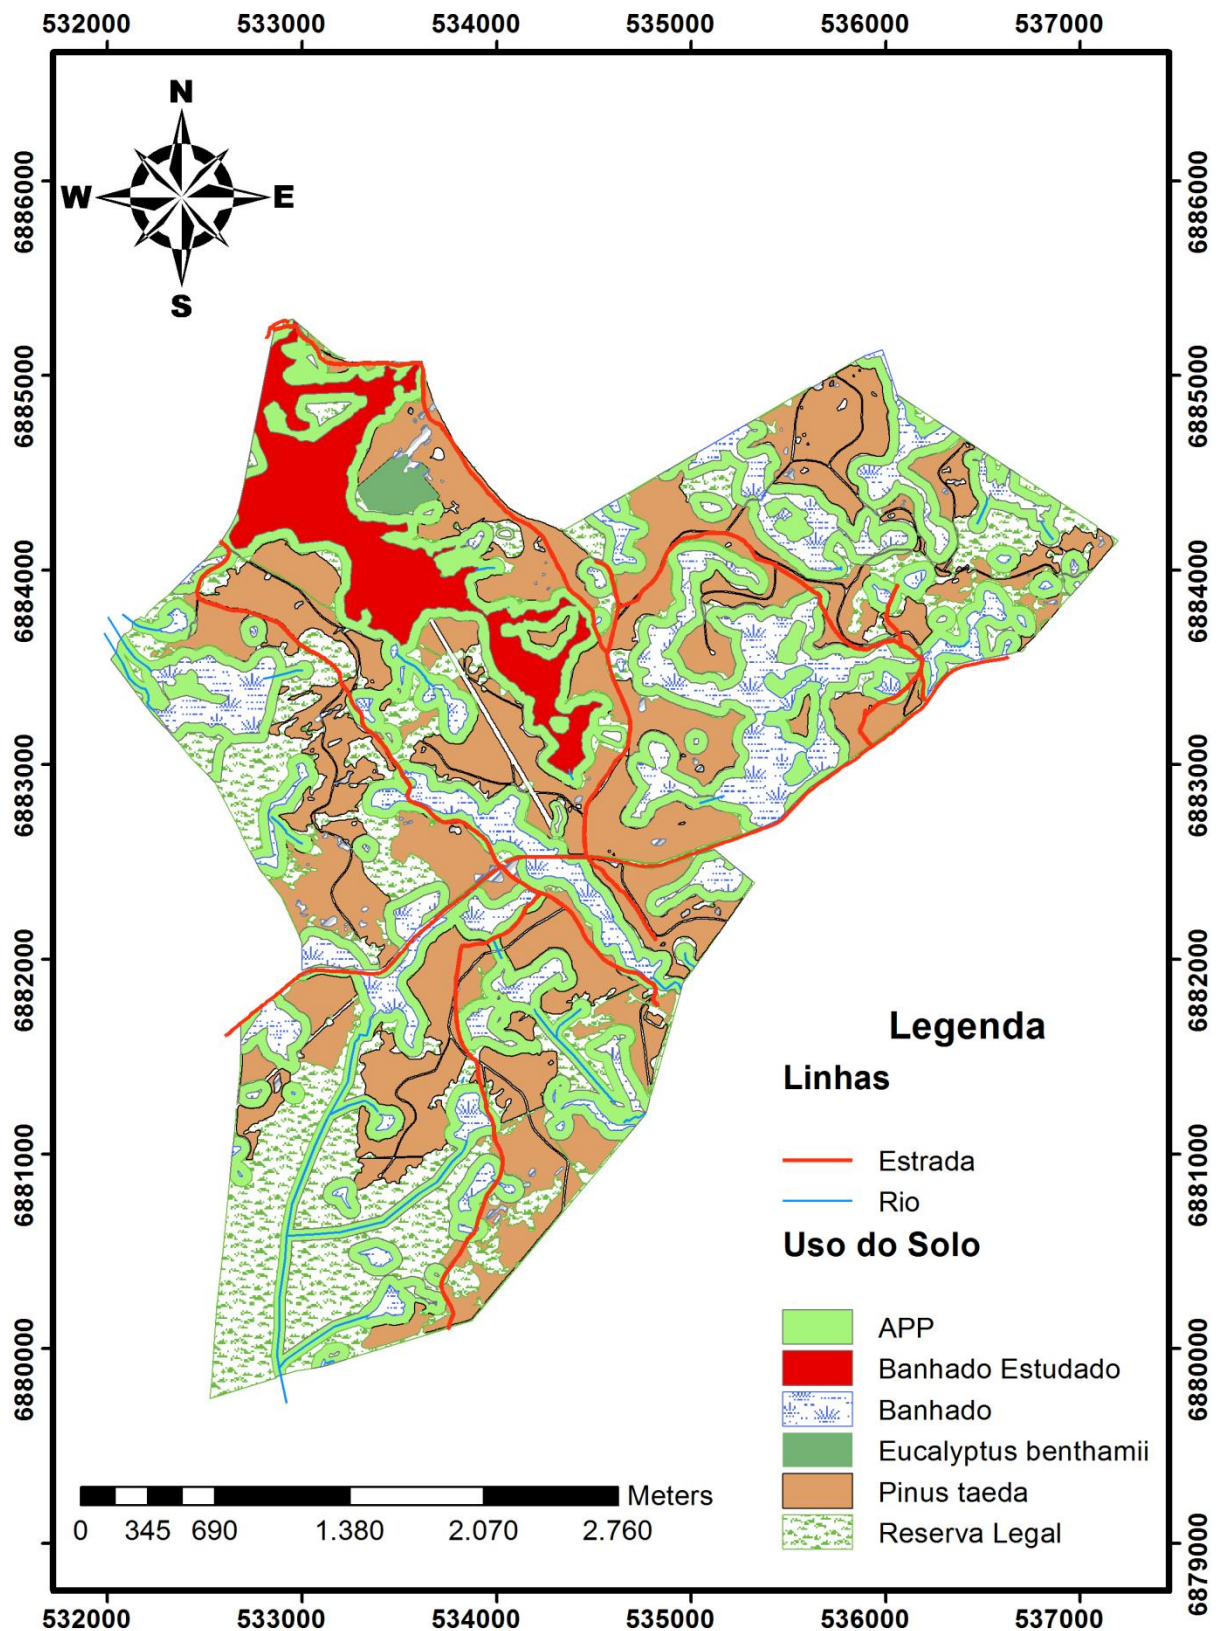 532000 533000 534000 535000 536000 537000
N
W E
S
6886000 6886000
6885000 6885000
6884000 6884000
6883000 6883000
6882000 6882000
6881000 6881000
6880000 6880000
6879000 6879000
Legenda
Linhas
Estrada
Rio
Uso do Solo
APP
Banhado Estudado
Banhado
Eucalyptus benthamii
Pinus taeda
Reserva Legal
Meters
0 345 690 1.380 2.070 2.760
532000 533000 534000 535000 536000 537000